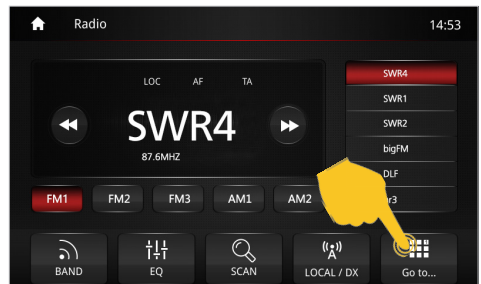 Radio 14:53
LOC AF TA
SWR4
87.6MHZ
SWR4
SWR1
SWR2
bigFM
DLF
FM1 FM2 FM3 AM1 AM2
BAND EQ SCAN LOCAL / DX Go to...